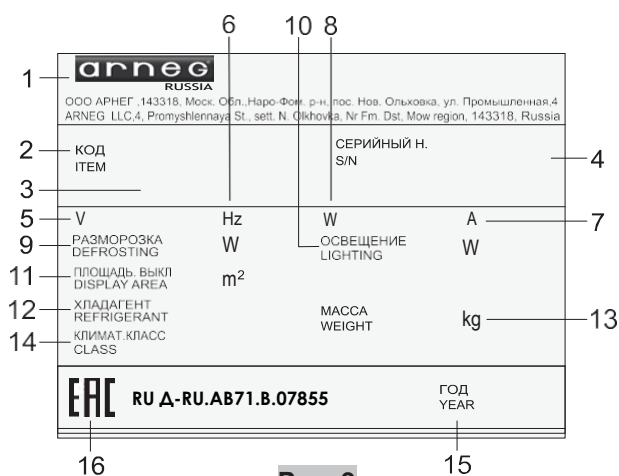 6 10 8
1 arneg
RUSSIA
ООО АРНЕГ ,143318, Моск. Обл.,Наро-Фом. р-н, пос. Нов. Ольховка, ул. Промышленная,4
ARNEG LLC,4, Promyshlennaya St., sett. N. Olkhovka, Nr Fm. Dst, Mow region, 143318, Russia
2 КОД СЕРИЙНЫЙ Н. 4
ITEM S/N
3
5 V Hz W A 7
9 РАЗМОРОЗКА W ОСВЕЩЕНИЕ W
DEFROSTING LIGHTING
11 ПЛОЩАДЬ. ВЫКЛ m²
DISPLAY AREA
12 ХЛАДАГЕНТ МАССА kg 13
REFRIGERANT WEIGHT
14 КЛИМАТ.КЛАСС
CLASS
EAC RU Д-RU.АВ71.В.07855 ГОД
YEAR
16 15